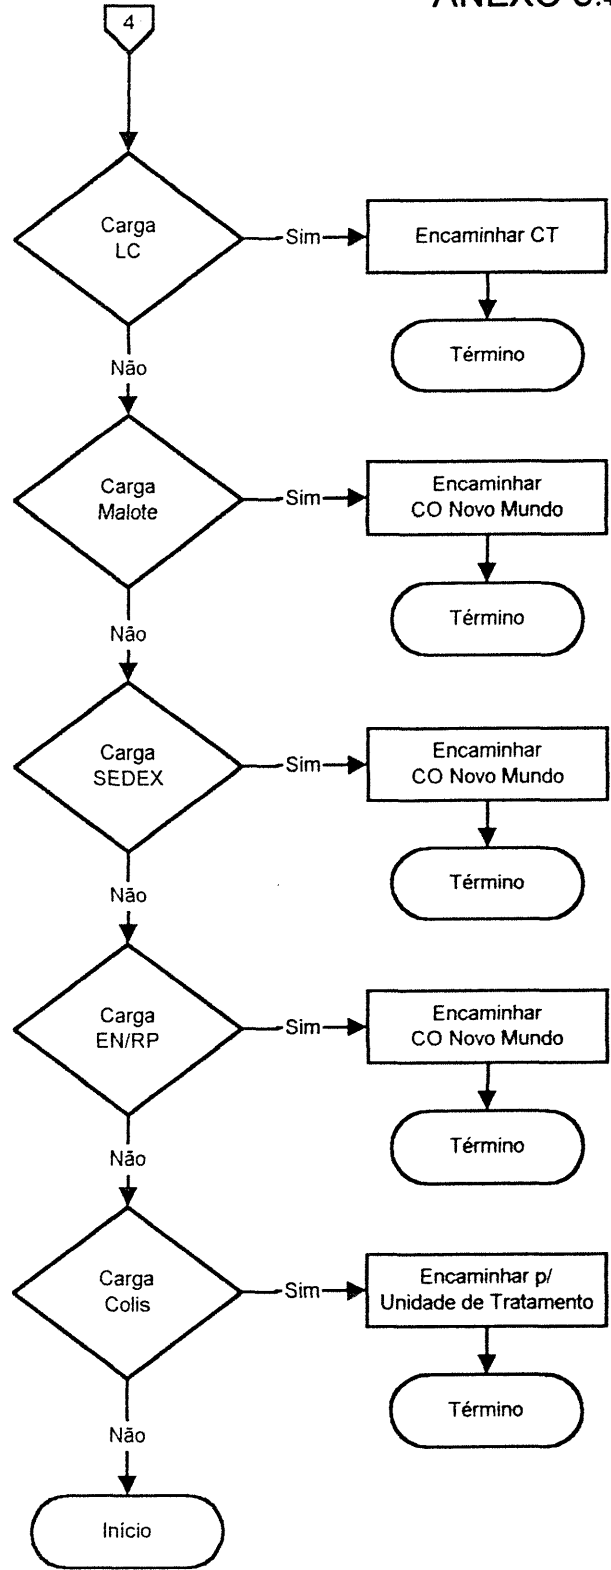 ANEXO 3.4
4
Carga
LC
Sim
Encaminhar CT
Término
Não
Carga
Malote
Sim
Encaminhar
CO Novo Mundo
Término
Não
Carga
SEDEX
Sim
Encaminhar
CO Novo Mundo
Término
Não
Carga
EN/RP
Sim
Encaminhar
CO Novo Mundo
Término
Não
Carga
Colis
Sim
Encaminhar p/
Unidade de Tratamento
Término
Não
Início